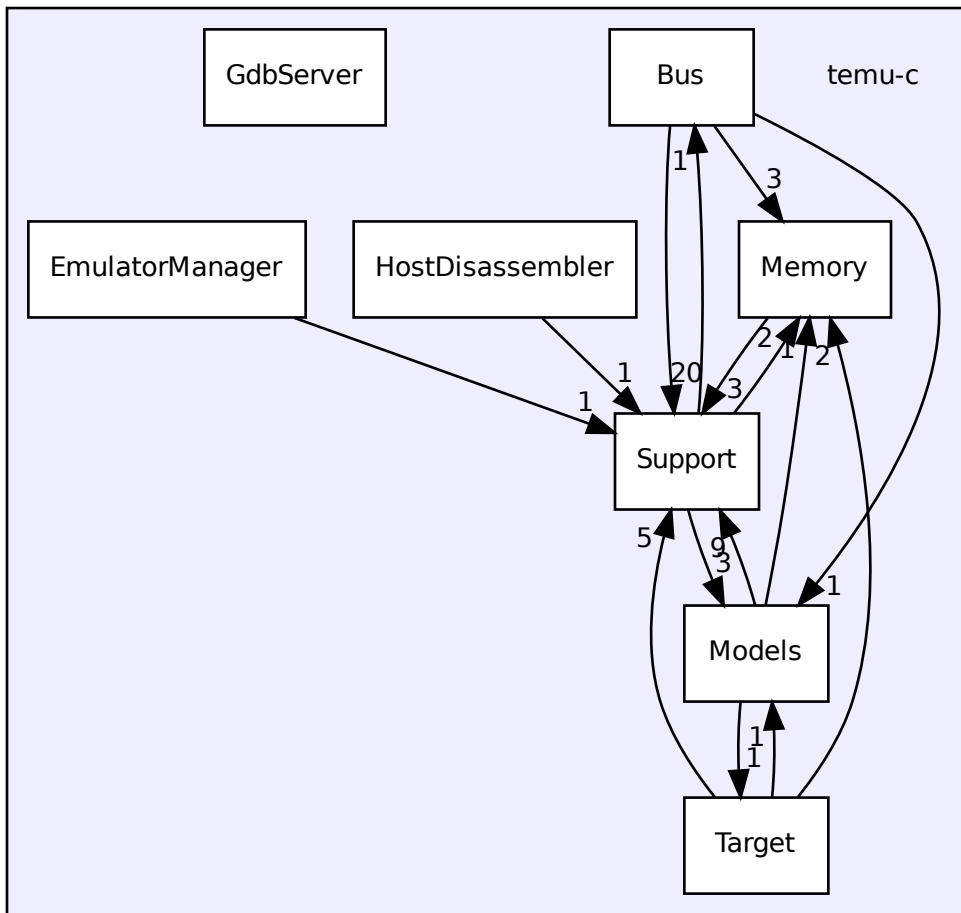 GdbServer
Bus
temu-c
1
3
EmulatorManager
HostDisassembler
Memory
2
1
2
1
20
3
1
Support
5
9
3
1
Models
1
1
Target